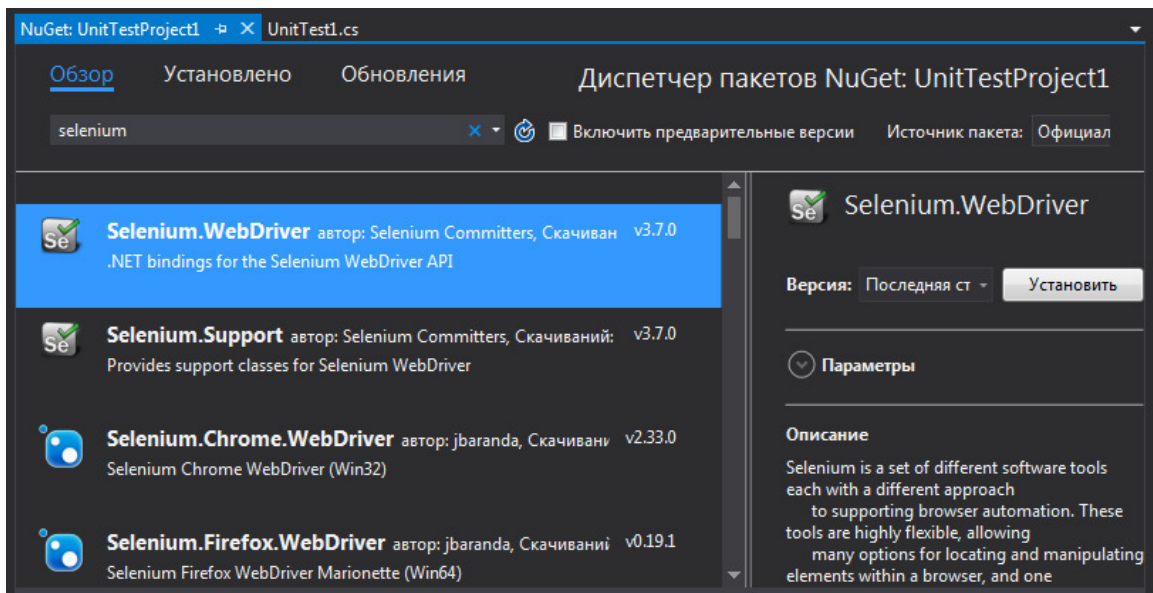 NuGet: UnitTestProject1 UnitTest1.cs
Обзор Установлено Обновления Диспетчер пакетов NuGet: UnitTestProject1
selenium Включить предварительные версии Источник пакета: Официал
Selenium.WebDriver автор: Selenium Committers, Скачиван v3.7.0
.NET bindings for the Selenium WebDriver API
Selenium.Support автор: Selenium Committers, Скачиваний: v3.7.0
Provides support classes for Selenium WebDriver
Selenium.Chrome.WebDriver автор: jbaranda, Скачивани v2.33.0
Selenium Chrome WebDriver (Win32)
Selenium.Firefox.WebDriver автор: jbaranda, Скачиваний v0.19.1
Selenium Firefox WebDriver Marionette (Win64)
Se Selenium.WebDriver
Версия: Последняя ст Установить
Параметры
Описание
Selenium is a set of different software tools
each with a different approach
to supporting browser automation. These
tools are highly flexible, allowing
many options for locating and manipulating
elements within a browser, and one